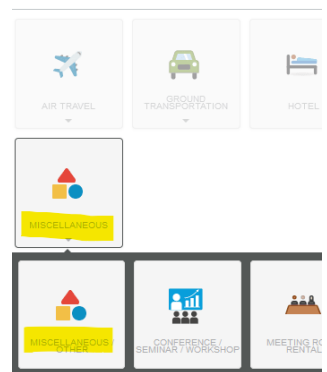 AIR TRAVEL
GROUND
TRANSPORTATION
HOTEL
MISCELLANEOUS
MISCELLANEOUS /
OTHER
CONFERENCE /
SEMINAR / WORKSHOP
MEETING RO
RENTAL